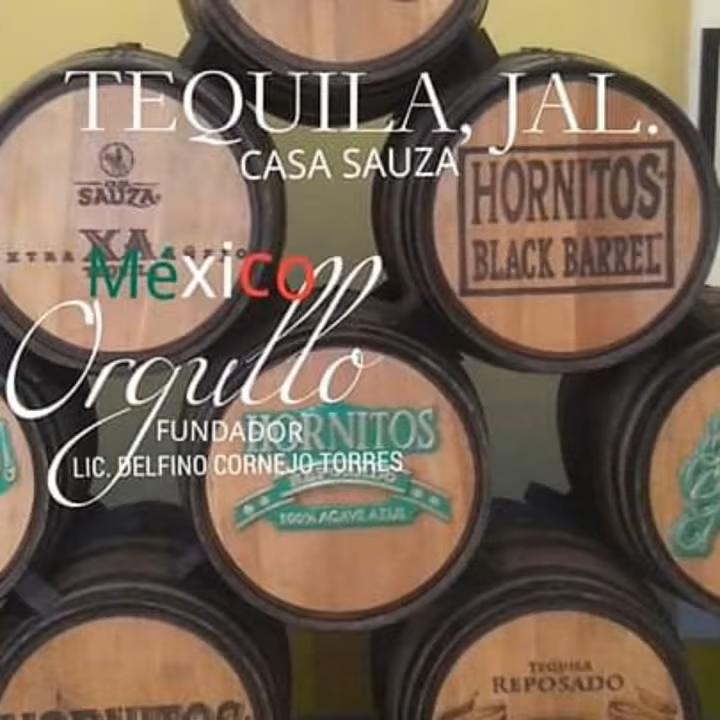 TEQUILA, JAL.
CASA SAUZA
SAUZA
XA
HORNITOS
BLACK BARREL
México
Orgullo
HORNITOS
FUNDADOR
LIC. DELFINO CORNEJO TORRES
100% AGAVE AZUL
TEQUILA
REPOSADO
HORNITOS